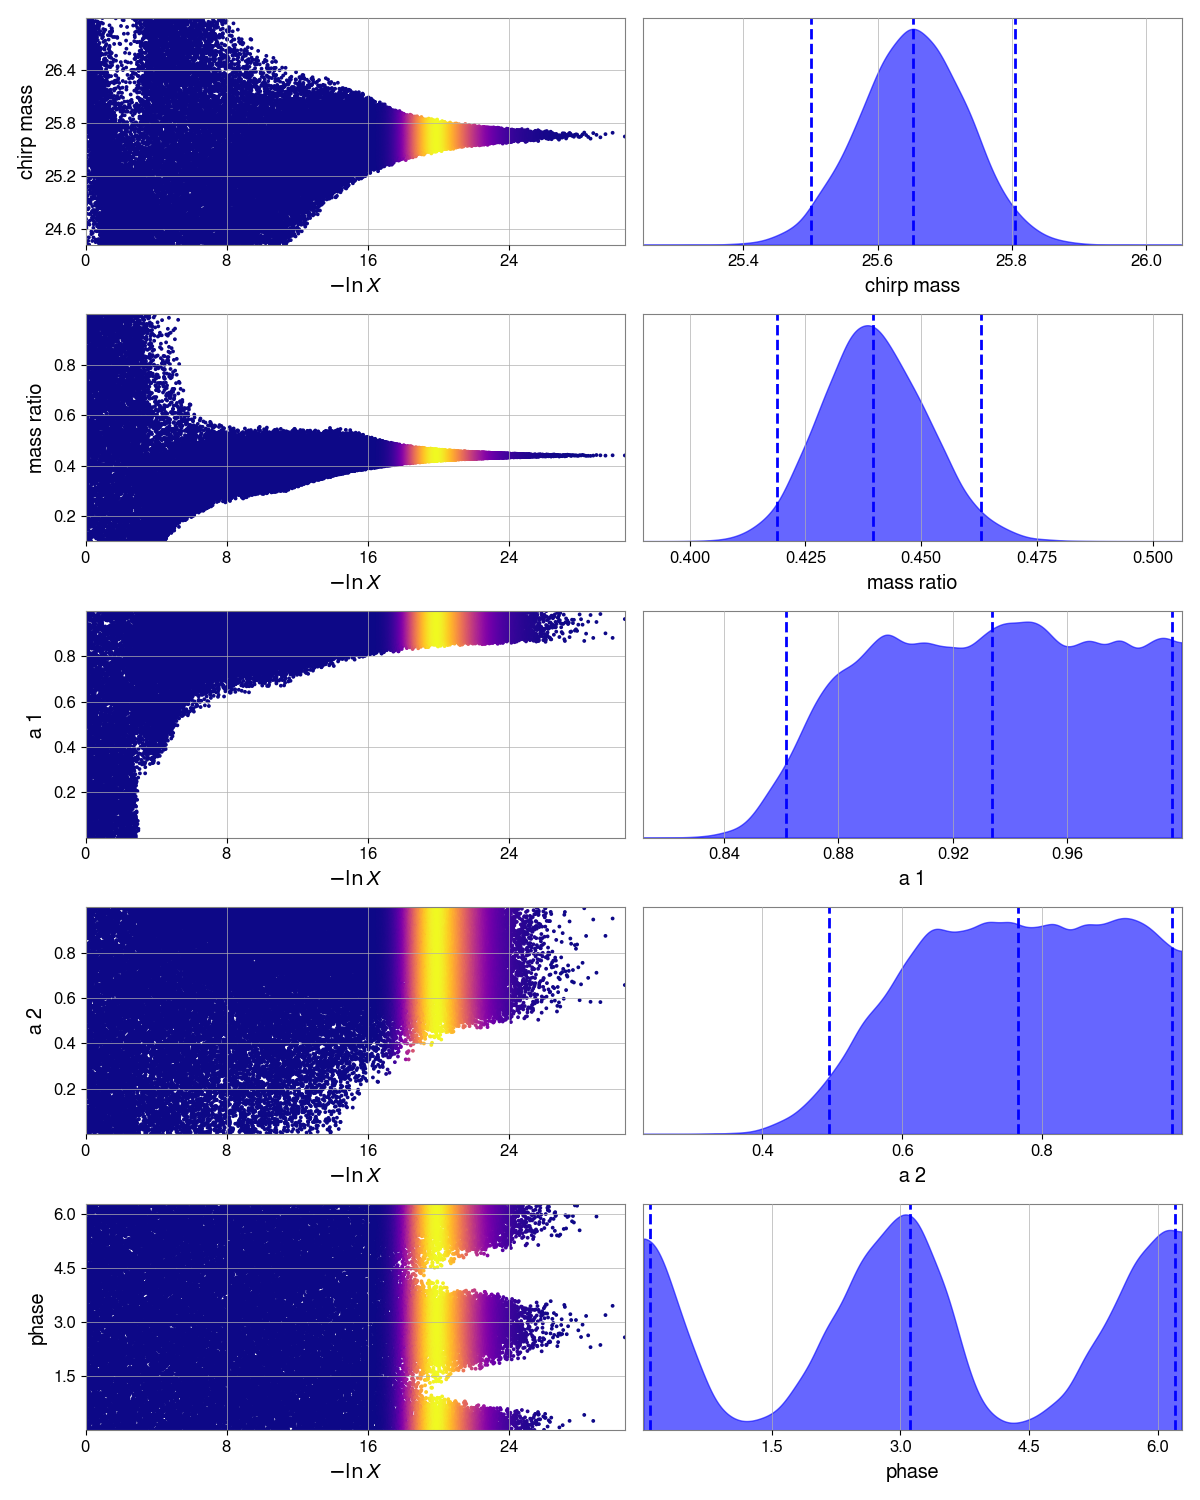 chirp mass
26.4
25.8
25.2
24.6
0 8 16 24
−ln X
25.4 25.6 25.8 26.0
chirp mass
mass ratio
0.8
0.6
0.4
0.2
0 8 16 24
−ln X
0.400 0.425 0.450 0.475 0.500
mass ratio
a 1
0.8
0.6
0.4
0.2
0 8 16 24
−ln X
0.84 0.88 0.92 0.96
a 1
a 2
0.8
0.6
0.4
0.2
0 8 16 24
−ln X
0.4 0.6 0.8
a 2
phase
6.0
4.5
3.0
1.5
0 8 16 24
−ln X
1.5 3.0 4.5 6.0
phase